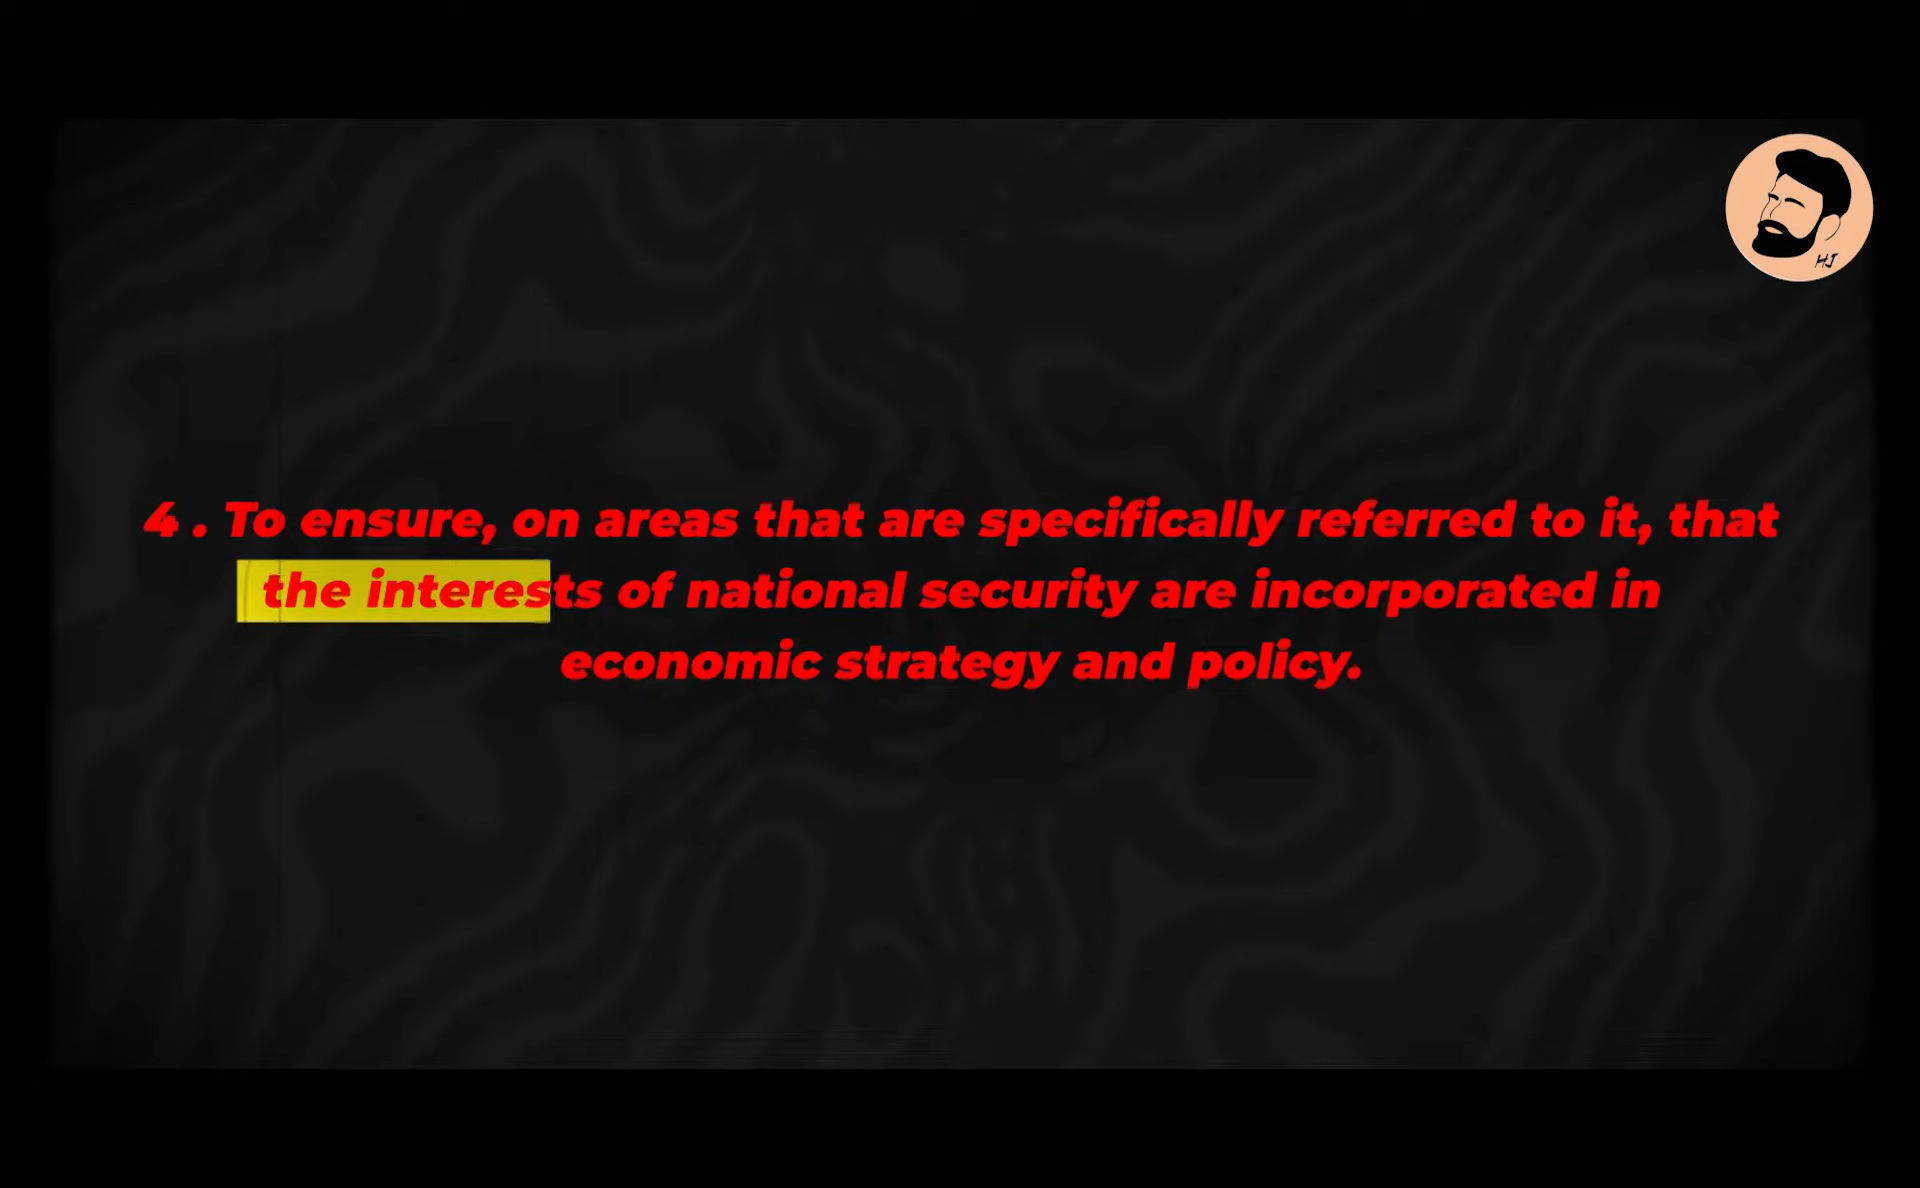 HJ
4 . To ensure, on areas that are specifically referred to it, that
the interests of national security are incorporated in
economic strategy and policy.